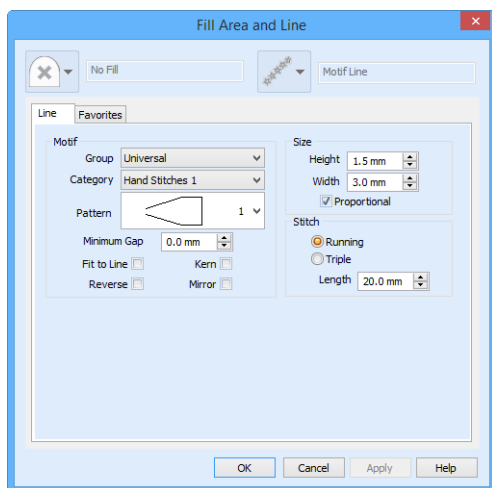 Fill Area and Line
No Fill
Motif Line
Line Favorites
Motif
Group Universal
Category Hand Stitches 1
Pattern 1
Minimum Gap 0.0 mm
Fit to Line Kern
Reverse Mirror
Size
Height 1.5 mm
Width 3.0 mm
Proportional
Stitch
Running
Triple
Length 20.0 mm
OK Cancel Apply Help